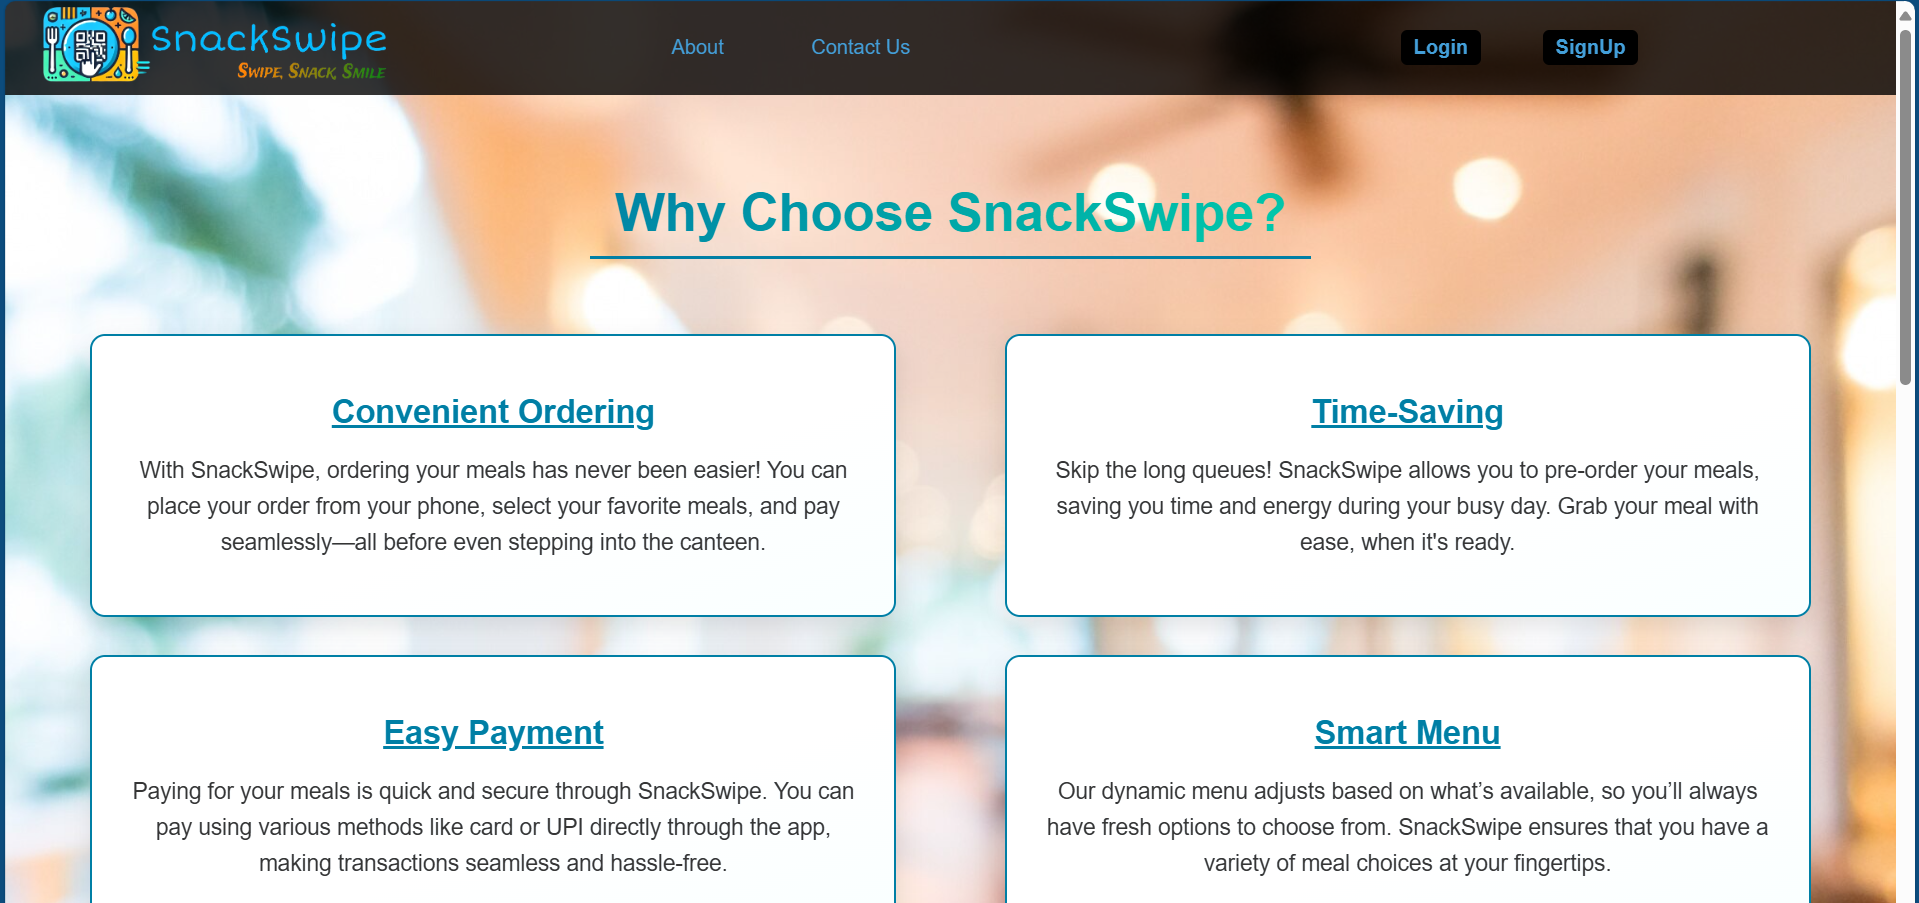 SnackSwipe
Swipe, Snack, Smile
About
Contact Us
Login
SignUp
Why Choose SnackSwipe?
Convenient Ordering
With SnackSwipe, ordering your meals has never been easier! You can
place your order from your phone, select your favorite meals, and pay
seamlessly—all before even stepping into the canteen.
Time-Saving
Skip the long queues! SnackSwipe allows you to pre-order your meals,
saving you time and energy during your busy day. Grab your meal with
ease, when it's ready.
Easy Payment
Paying for your meals is quick and secure through SnackSwipe. You can
pay using various methods like card or UPI directly through the app,
making transactions seamless and hassle-free.
Smart Menu
Our dynamic menu adjusts based on what’s available, so you’ll always
have fresh options to choose from. SnackSwipe ensures that you have a
variety of meal choices at your fingertips.